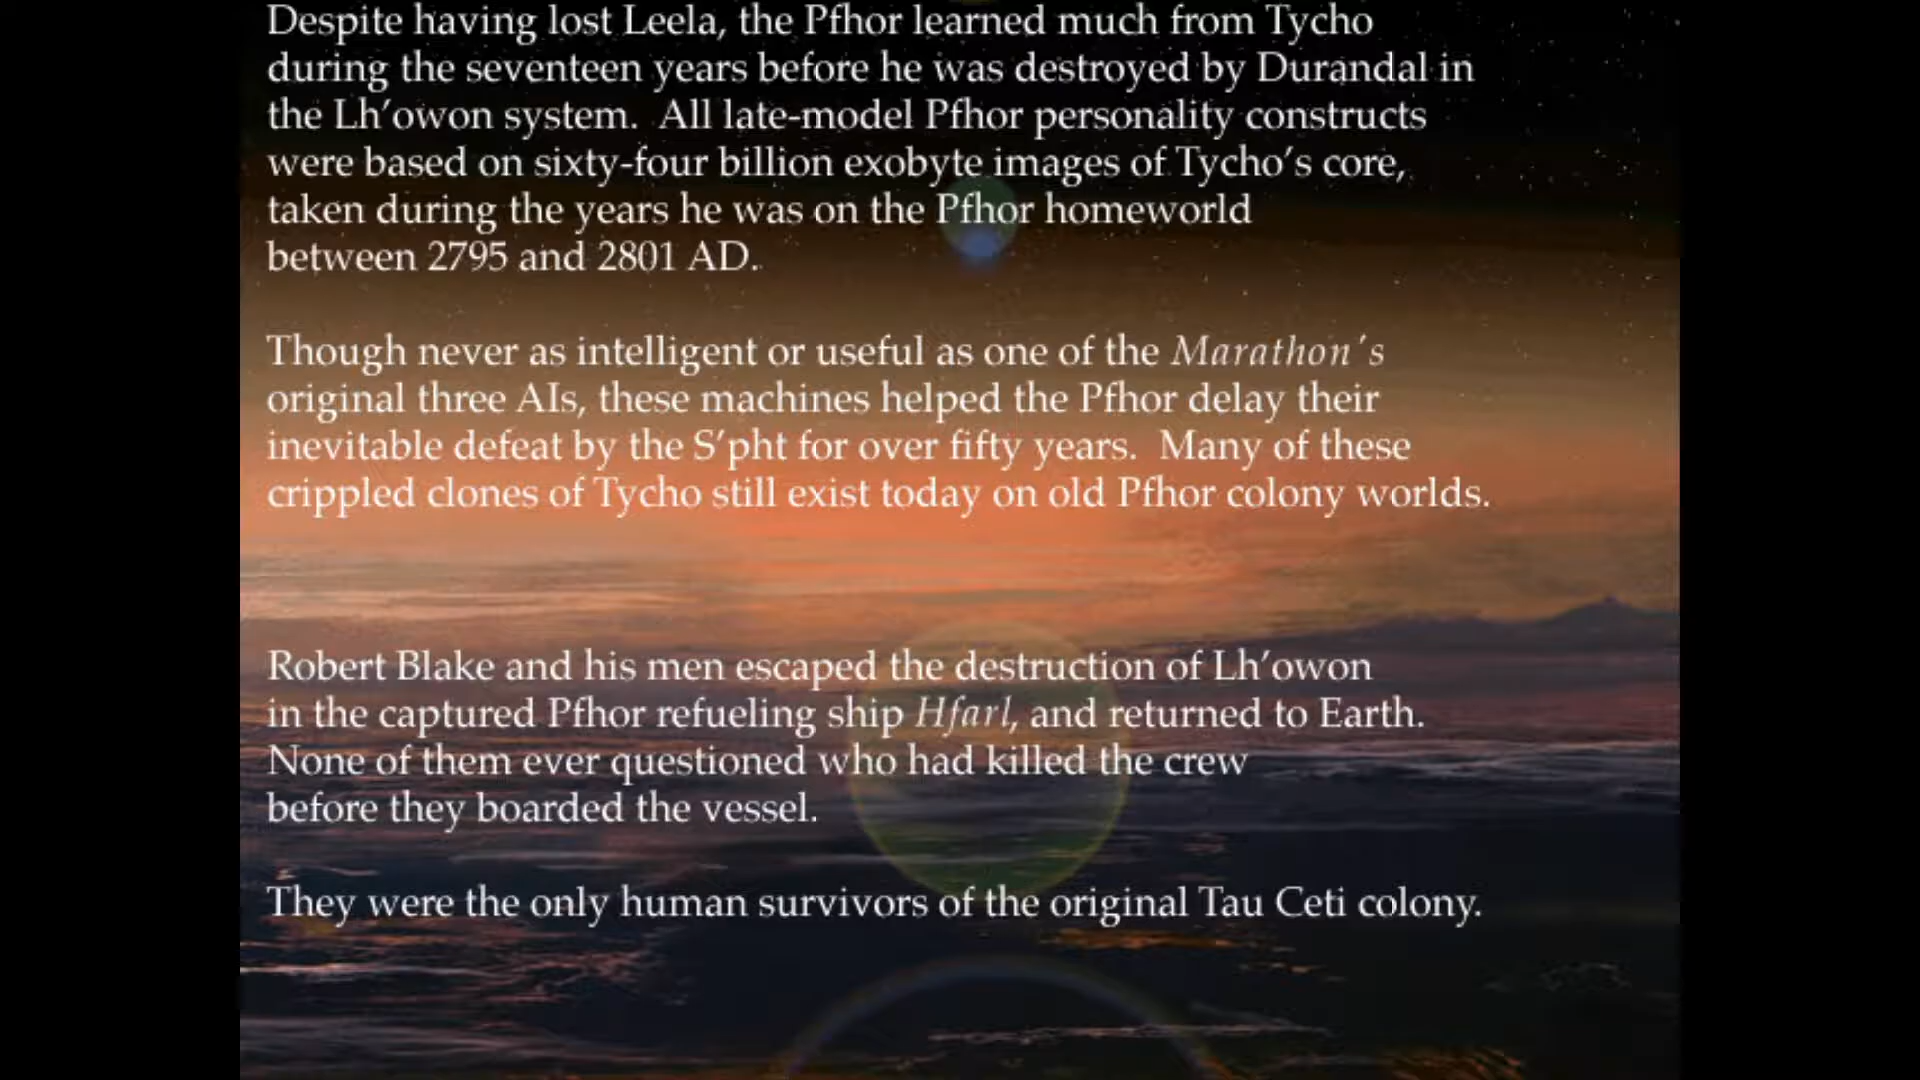 Despite having lost Leela, the Pfhor learned much from Tycho
during the seventeen years before he was destroyed by Durandal in
the Lh'owon system.  All late-model Pfhor personality constructs
were based on sixty-four billion exobyte images of Tycho's core,
taken during the years he was on the Pfhor homeworld
between 2795 and 2801 AD.
Though never as intelligent or useful as one of the Marathon's
original three AIs, these machines helped the Pfhor delay their
inevitable defeat by the S'pht for over fifty years.  Many of these
crippled clones of Tycho still exist today on old Pfhor colony worlds.
Robert Blake and his men escaped the destruction of Lh'owon
in the captured Pfhor refueling ship Hfarl, and returned to Earth.
None of them ever questioned who had killed the crew
before they boarded the vessel.
They were the only human survivors of the original Tau Ceti colony.